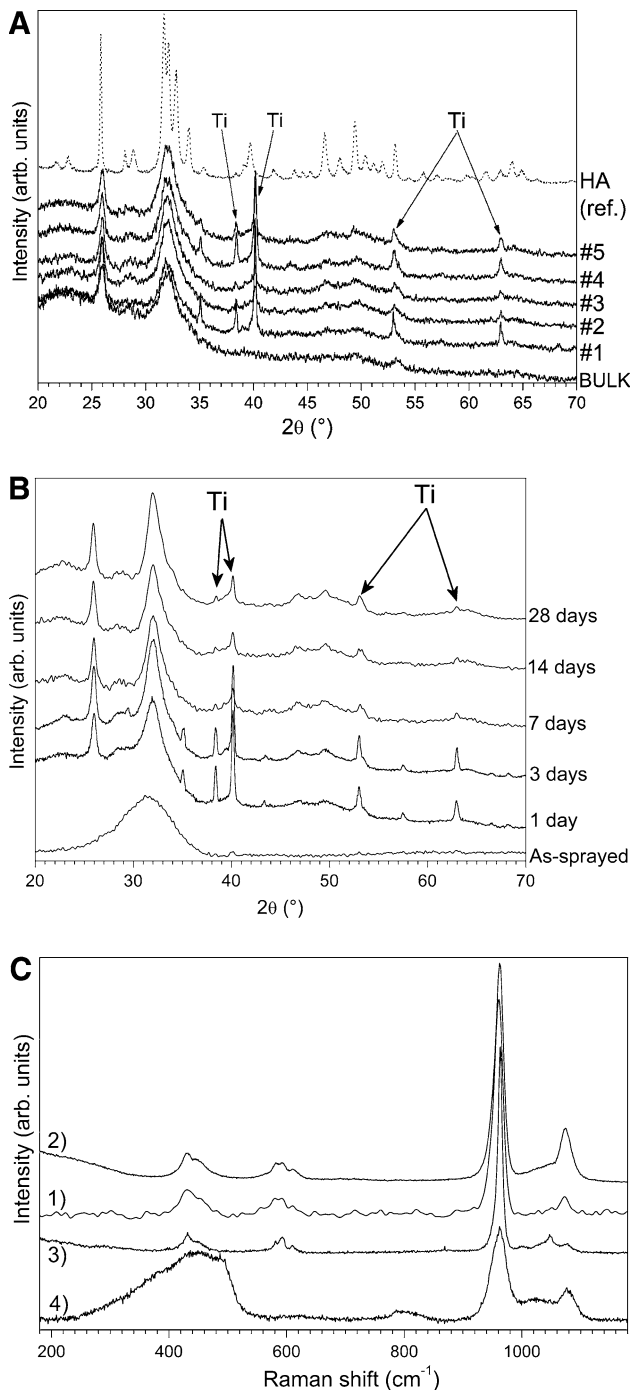 A
Intensity (artb. units)
Ti
Ti
Ti
HA
(ref.)
#5
#4
#3
#2
#1
BULK
20 25 30 35 40 45 50 55 60 65 70
2θ (°)
B
Intensity (arb. units)
Ti
Ti
28 days
14 days
7 days
3 days
1 day
As-sprayed
20 30 40 50 60 70
2θ (°)
C
Intensity (arb. units)
2)
1)
3)
4)
200 400 600 800 1000
Raman shift (cm⁻¹)